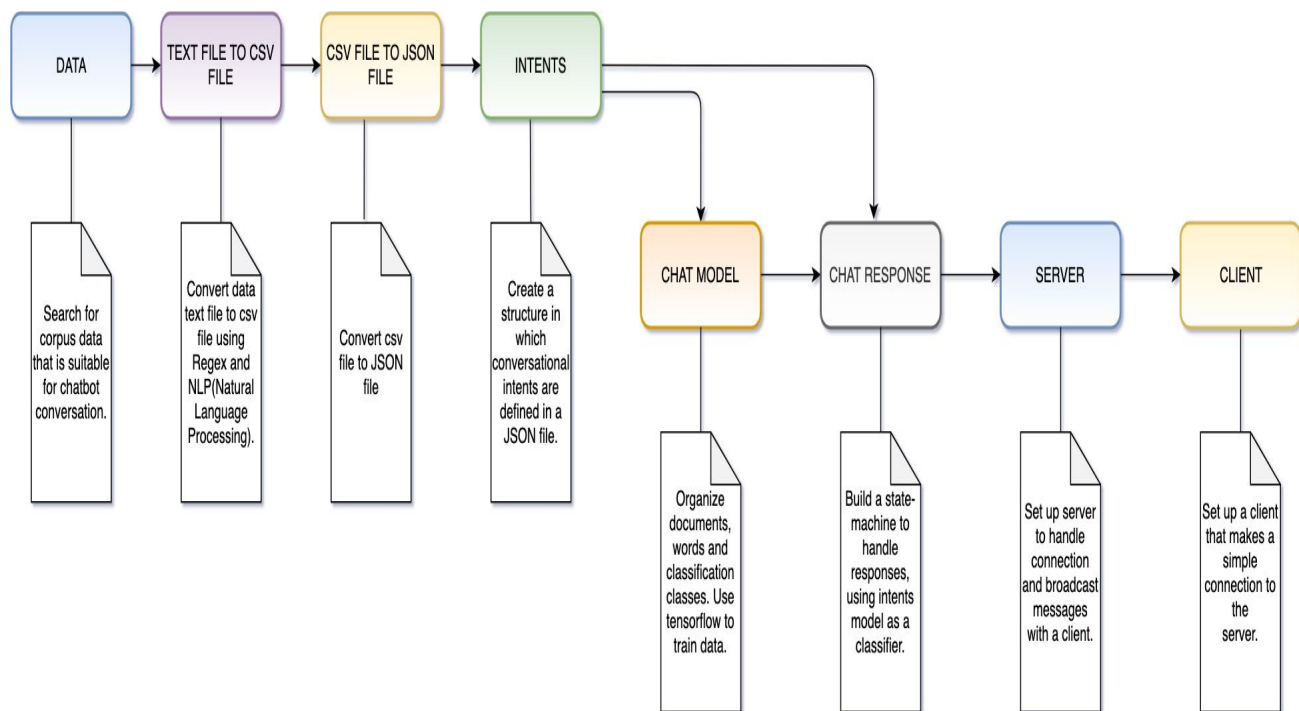 DATA
TEXT FILE TO CSV
FILE
CSV FILE TO JSON
FILE
INTENTS
Search for
corpus data
that is suitable
for chatbot
conversation.
Convert data
text file to csv
file using
Regex and
NLP(Natural
Language
Processing).
Convert csv
file to JSON
file
Create a
structure in
which
conversational
intents are
defined in a
JSON file.
CHAT MODEL
CHAT RESPONSE
SERVER
CLIENT
Organize
documents,
words and
classification
classes. Use
tensorflow to
train data.
Build a state-
machine to
handle
responses,
using intents
model as a
classifier.
Set up server
to handle
connection
and broadcast
messages
with a client.
Set up a client
that makes a
simple
connection to
the
server.